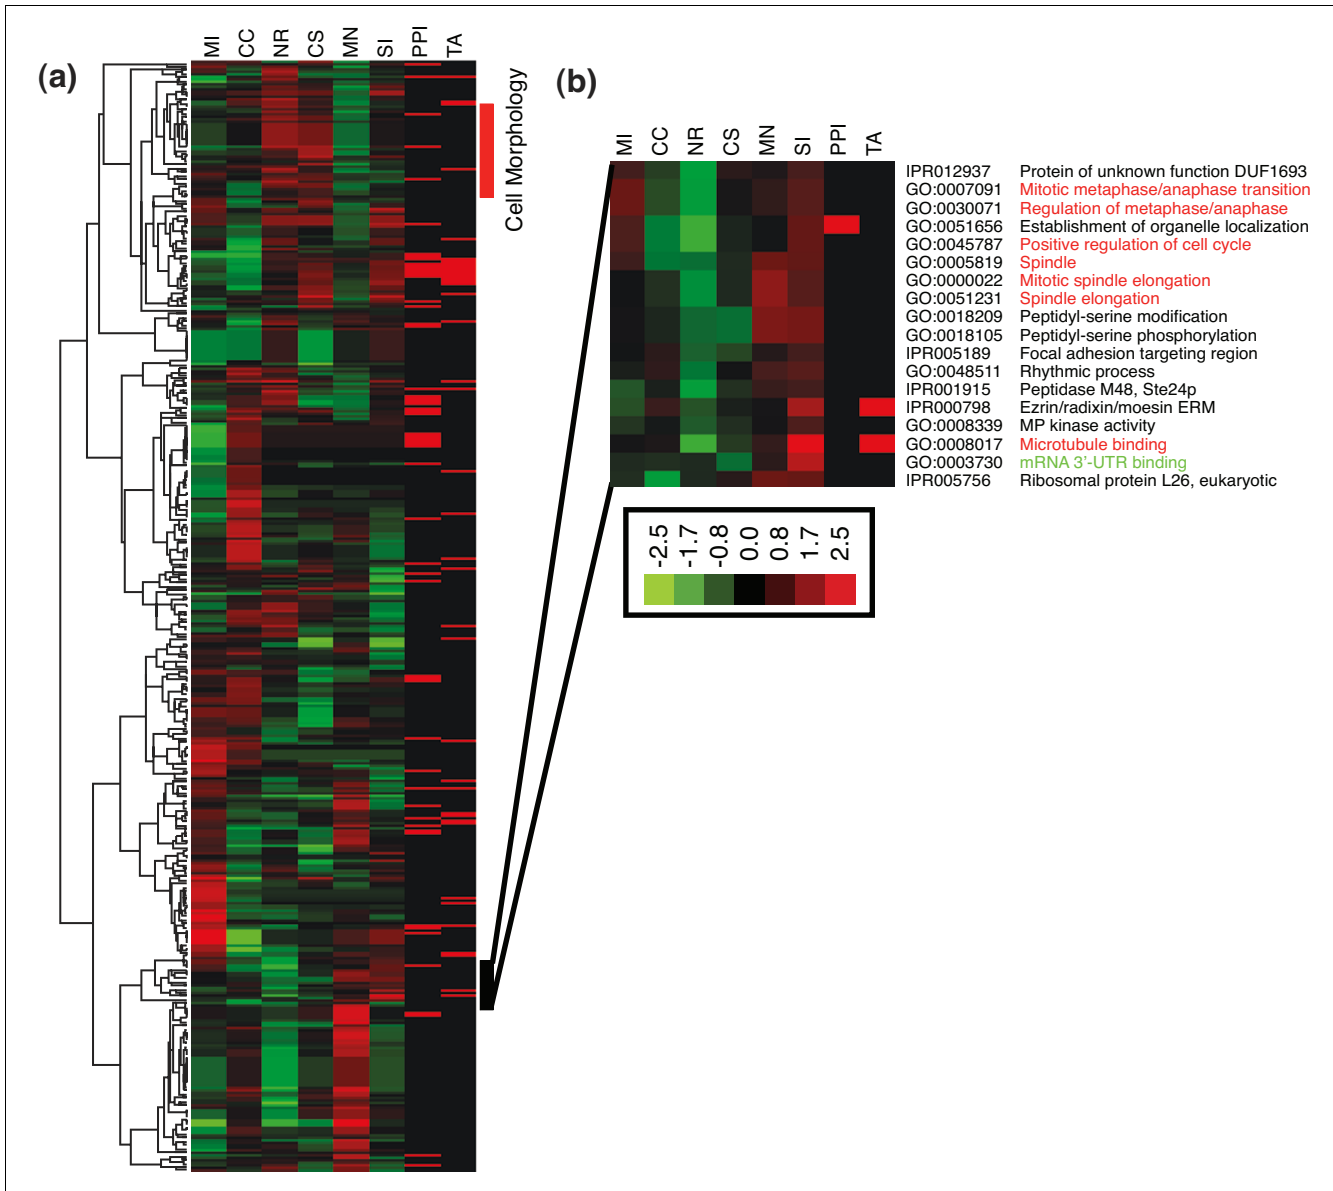 (a)
MI CC NR CS MN SI PPI TA
Cell Morphology
(b)
MI CC NR CS MN SI PPI TA
IPR012937 Protein of unknown function DUF1693
GO:0007091 Mitotic metaphase/anaphase transition
GO:0030071 Regulation of metaphase/anaphase
GO:0051656 Establishment of organelle localization
GO:0045787 Positive regulation of cell cycle
GO:0005819 Spindle
GO:0000022 Mitotic spindle elongation
GO:0051231 Spindle elongation
GO:0018209 Peptidyl-serine modification
GO:0018105 Peptidyl-serine phosphorylation
IPR005189 Focal adhesion targeting region
GO:0048511 Rhythmic process
IPR001915 Peptidase M48, Ste24p
IPR000798 Ezrin/radixin/moesin ERM
GO:0008339 MP kinase activity
GO:0008017 Microtubule binding
GO:0003730 mRNA 3'-UTR binding
IPR005756 Ribosomal protein L26, eukaryotic
-2.5 -1.7 -0.8 0.0 0.8 1.7 2.5